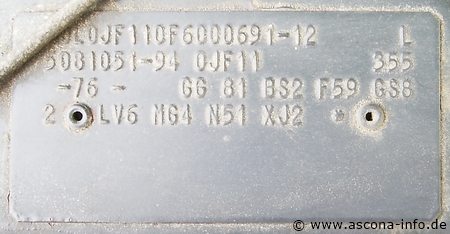 L0JF110F6000691-12 L
5081051-94 0JF11 355
-76 - GG 81 BS2 F59 GS8
2 LV6 MG4 N51 XJ2 *
© www.ascona-info.de